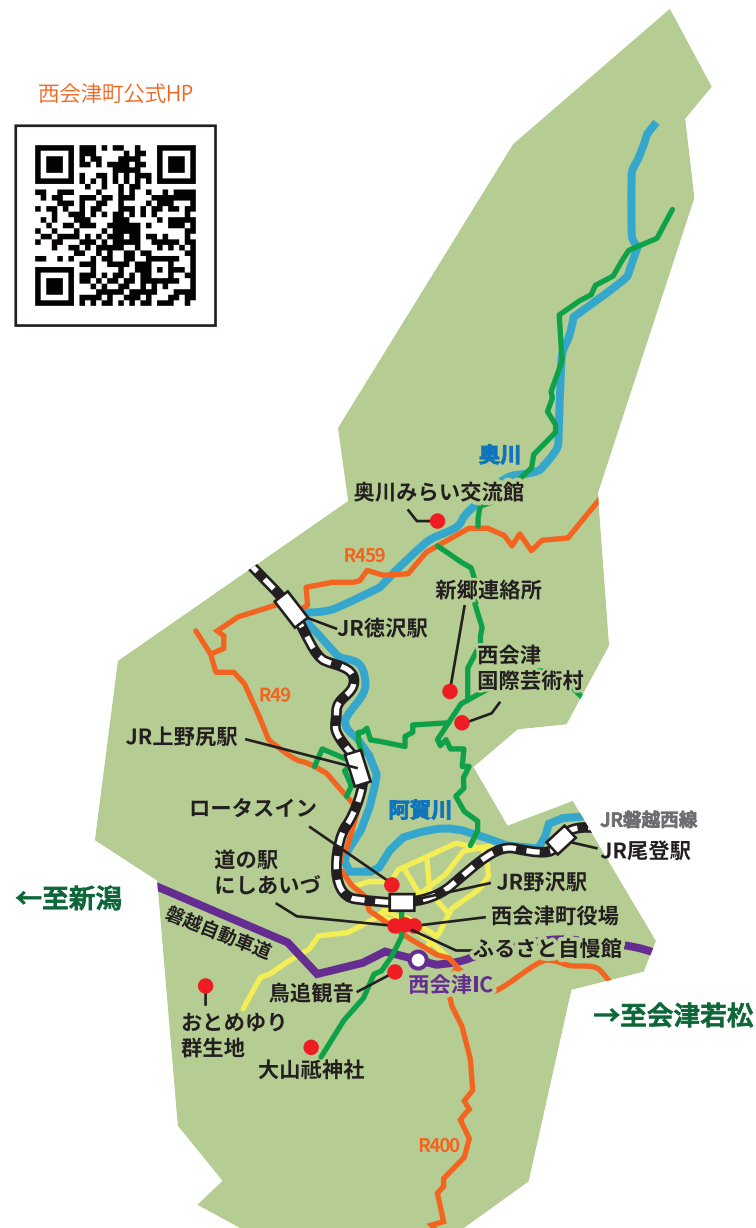 西会津町公式HP
奥川
奥川みらい交流館
R459
新郷連絡所
JR徳沢駅
西会津
国際芸術村
R49
JR上野尻駅
ロータスイン
阿賀川
JR磐越西線
JR尾登駅
道の駅
にしあいづ
JR野沢駅
←至新潟
磐越自動車道
西会津町役場
ふるさと自慢館
西会津IC
鳥追観音
おとめゆり
群生地
→至会津若松
大山祇神社
R400